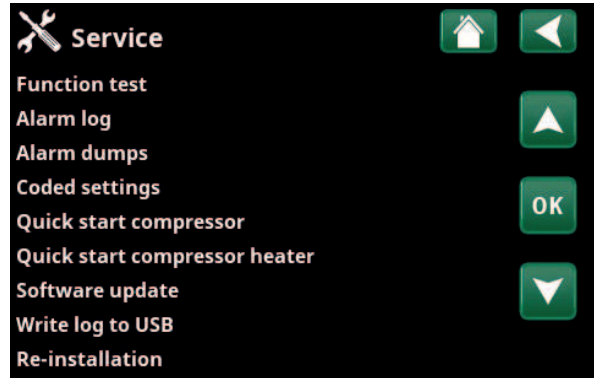 Service
Function test
Alarm log
Alarm dumps
Coded settings
OK
Quick start compressor
Quick start compressor heater
Software update
Write log to USB
Re-installation